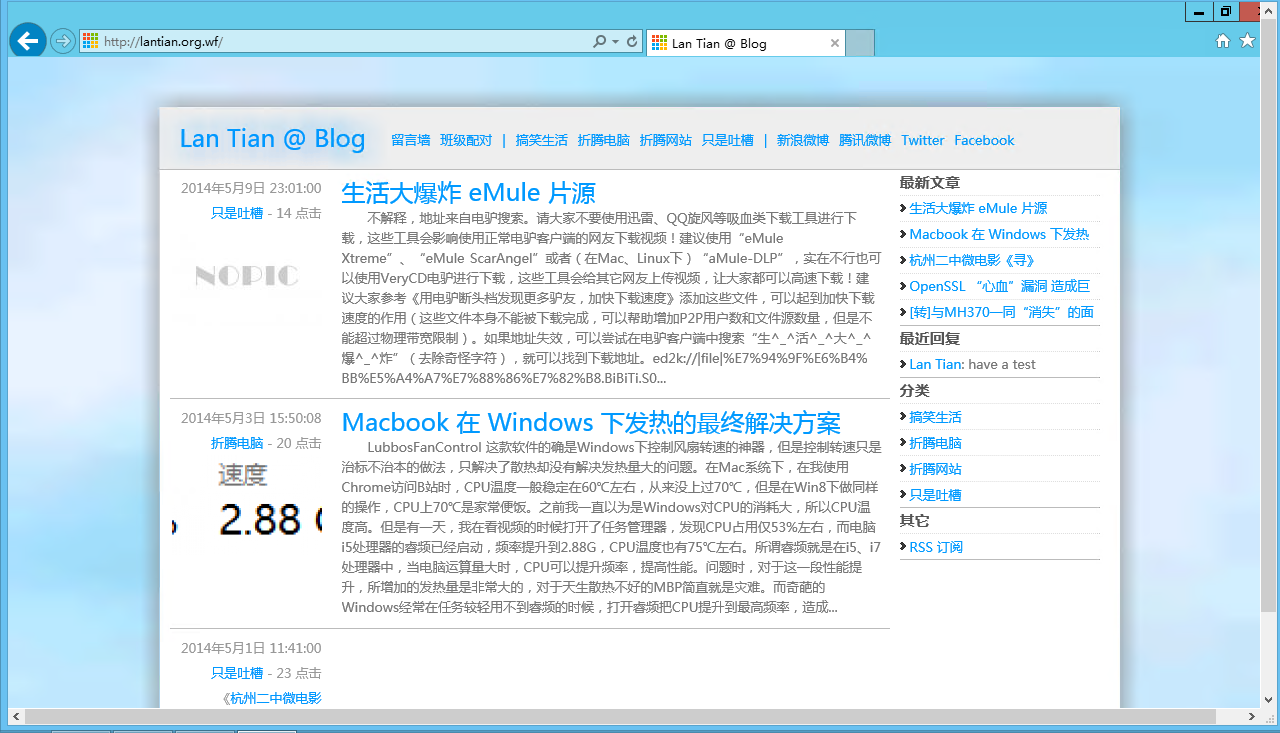 http://lantian.org.wf/
Lan Tian @ Blog
Lan Tian @ Blog
留言墙 班级配对 | 搞笑生活 折腾电脑 折腾网站 只是吐槽 | 新浪微博 腾讯微博 Twitter Facebook
2014年5月9日 23:01:00
只是吐槽 - 14 点击
NOPIC
生活大爆炸 eMule 片源
不解释，地址来自电驴搜索。请大家不要使用迅雷、QQ旋风等吸血类下载工具进行下
载，这些工具会影响使用正常电驴客户端的网友下载视频！建议使用“eMule
Xtreme”、“eMule ScarAngel”或者（在Mac、Linux下）“aMule-DLP”，实在不行也可
以使用VeryCD电驴进行下载，这些工具会给其它网友上传视频，让大家都可以高速下载！建
议大家参考《用电驴断头档发现更多驴友，加快下载速度》添加这些文件，可以起到加快下载
速度的作用（这些文件本身不能被下载完成，可以帮助增加P2P用户数和文件源数量，但是不
能超过物理带宽限制）。如果地址失效，可以尝试在电驴客户端中搜索“生^_^活^_^大^_^
爆^_^炸”（去除奇怪字符），就可以找到下载地址。ed2k://|file|%E7%94%9F%E6%B4%
BB%E5%A4%A7%E7%88%86%E7%82%B8.BiBiTi.S0...
2014年5月3日 15:50:08
折腾电脑 - 20 点击
速度
2.88
Macbook 在 Windows 下发热的最终解决方案
LubbosFanControl 这款软件的确是Windows下控制风扇转速的神器，但是控制转速只是
治标不治本的做法，只解决了散热却没有解决发热量大的问题。在Mac系统下，在我使用
Chrome访问B站时，CPU温度一般稳定在60℃左右，从来没上过70℃，但是在Win8下做同样
的操作，CPU上70℃是家常便饭。之前我一直以为是Windows对CPU的消耗大，所以CPU温
度高。但是有一天，我在看视频的时候打开了任务管理器，发现CPU占用仅53%左右，而电脑
i5处理器的睿频已经启动，频率提升到2.88G，CPU温度也有75℃左右。所谓睿频就是在i5、i7
处理器中，当电脑运算量大时，CPU可以提升频率，提高性能。问题时，对于这一段性能提
升，所增加的发热量是非常大的，对于天生散热不好的MBP简直就是灾难。而奇葩的
Windows经常在任务较轻用不到睿频的时候，打开睿频把CPU提升到最高频率，造成...
2014年5月1日 11:41:00
只是吐槽 - 23 点击
《杭州二中微电影
最新文章
生活大爆炸 eMule 片源
Macbook 在 Windows 下发热
杭州二中微电影《寻》
OpenSSL “心血”漏洞 造成巨
[转]与MH370—同“消失”的面
最近回复
Lan Tian: have a test
分类
搞笑生活
折腾电脑
折腾网站
只是吐槽
其它
RSS 订阅